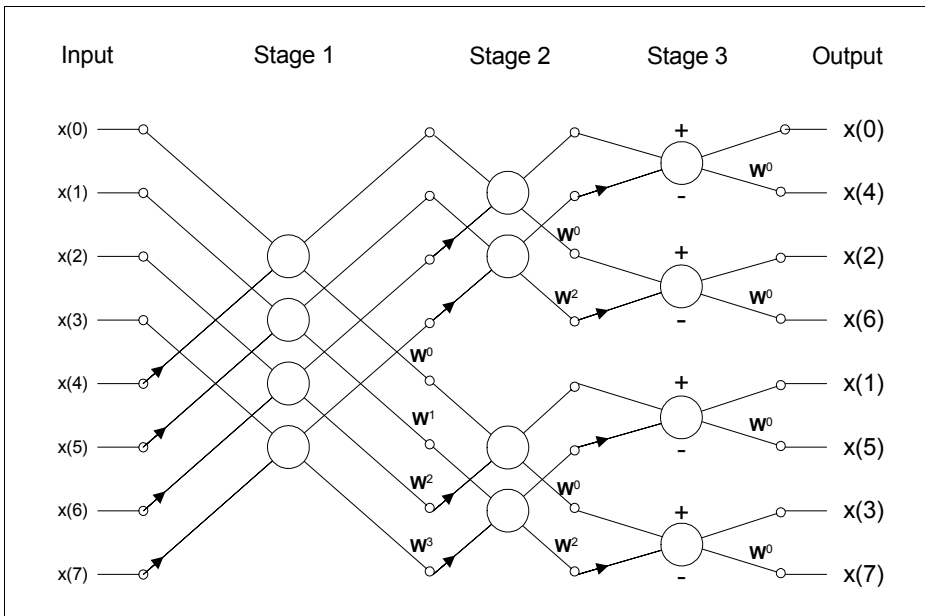 Input Stage 1 Stage 2 Stage 3 Output
x(0) + x(0)
W⁰
x(1) - x(4)
W⁰
x(2) + x(2)
W² W⁰
x(3) - x(6)
W⁰
x(4) + x(1)
W¹ W⁰
x(5) - x(5)
W² W⁰
x(6) + x(3)
W³ W² W⁰
x(7) - x(7)